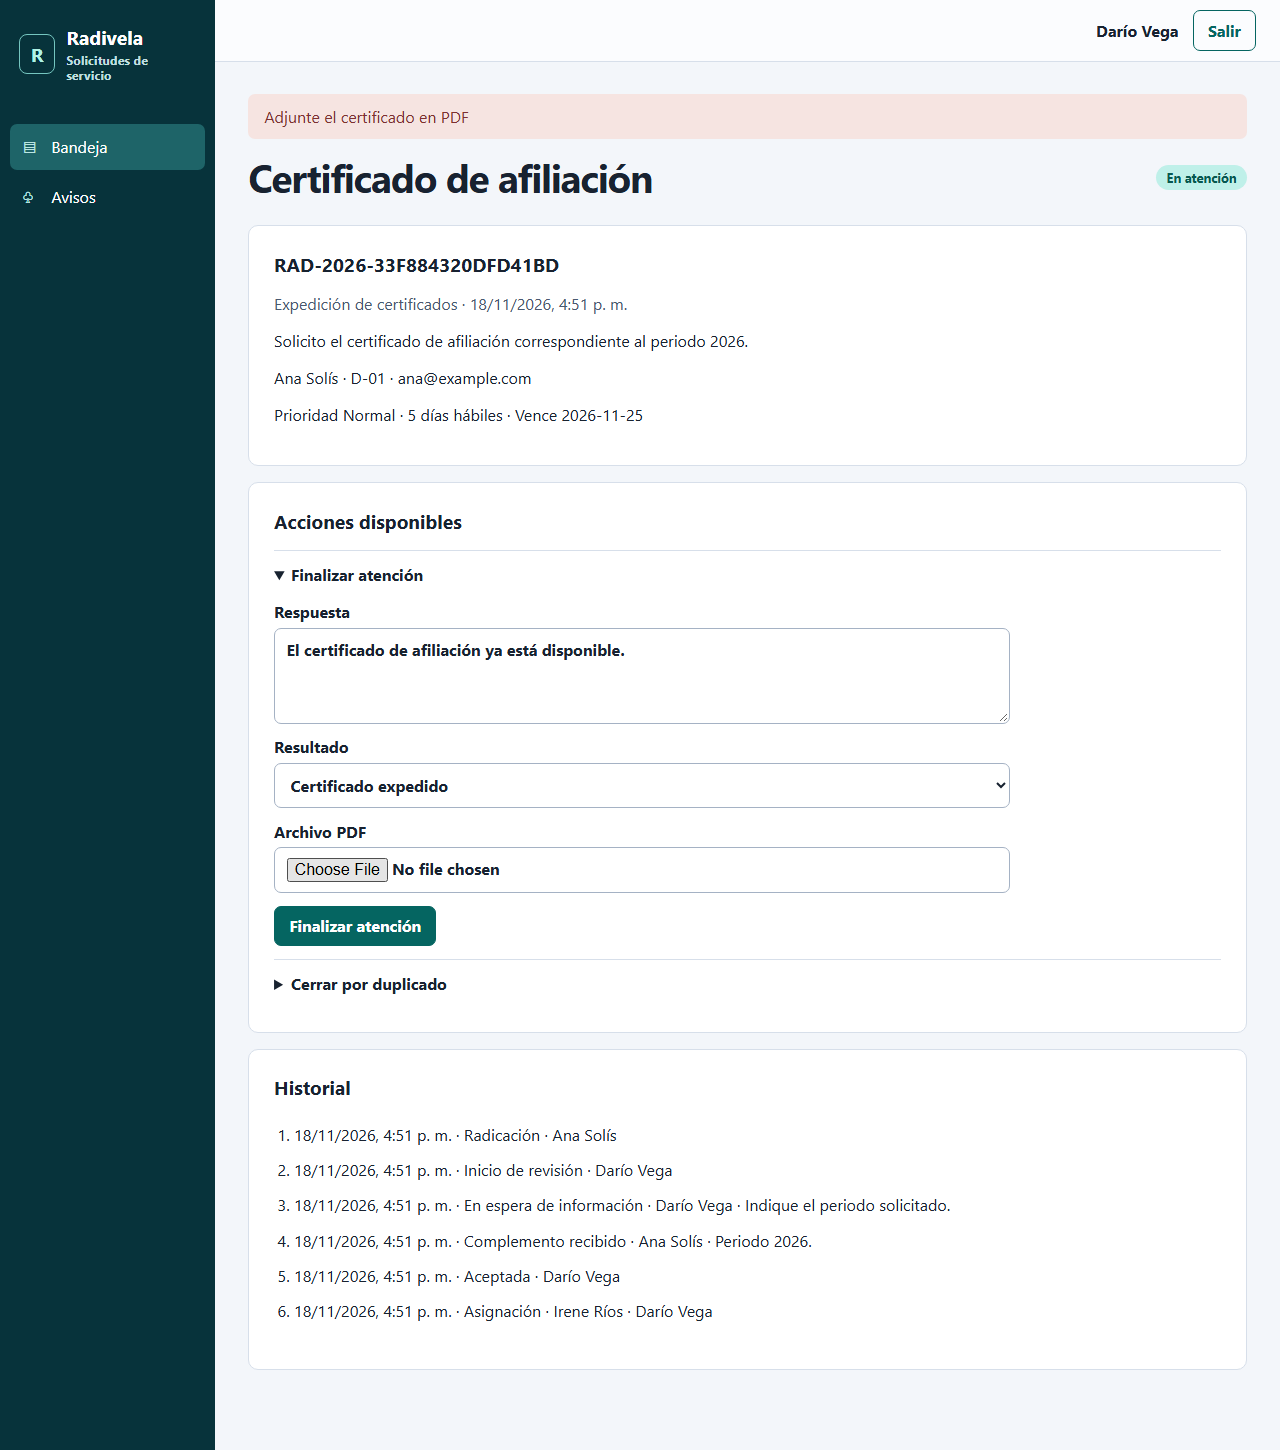 R
Radivela
Solicitudes de
servicio
Bandeja
Avisos
Darío Vega
Salir
Adjunte el certificado en PDF
Certificado de afiliación
En atención
RAD-2026-33F884320DFD41BD
Expedición de certificados · 18/11/2026, 4:51 p. m.
Solicito el certificado de afiliación correspondiente al periodo 2026.
Ana Solís · D-01 · ana@example.com
Prioridad Normal · 5 días hábiles · Vence 2026-11-25
Acciones disponibles
Finalizar atención
Respuesta
El certificado de afiliación ya está disponible.
Resultado
Certificado expedido
Archivo PDF
Choose File No file chosen
Finalizar atención
Cerrar por duplicado
Historial
1. 18/11/2026, 4:51 p. m. · Radicación · Ana Solís
2. 18/11/2026, 4:51 p. m. · Inicio de revisión · Darío Vega
3. 18/11/2026, 4:51 p. m. · En espera de información · Darío Vega · Indique el periodo solicitado.
4. 18/11/2026, 4:51 p. m. · Complemento recibido · Ana Solís · Periodo 2026.
5. 18/11/2026, 4:51 p. m. · Aceptada · Darío Vega
6. 18/11/2026, 4:51 p. m. · Asignación · Irene Ríos · Darío Vega